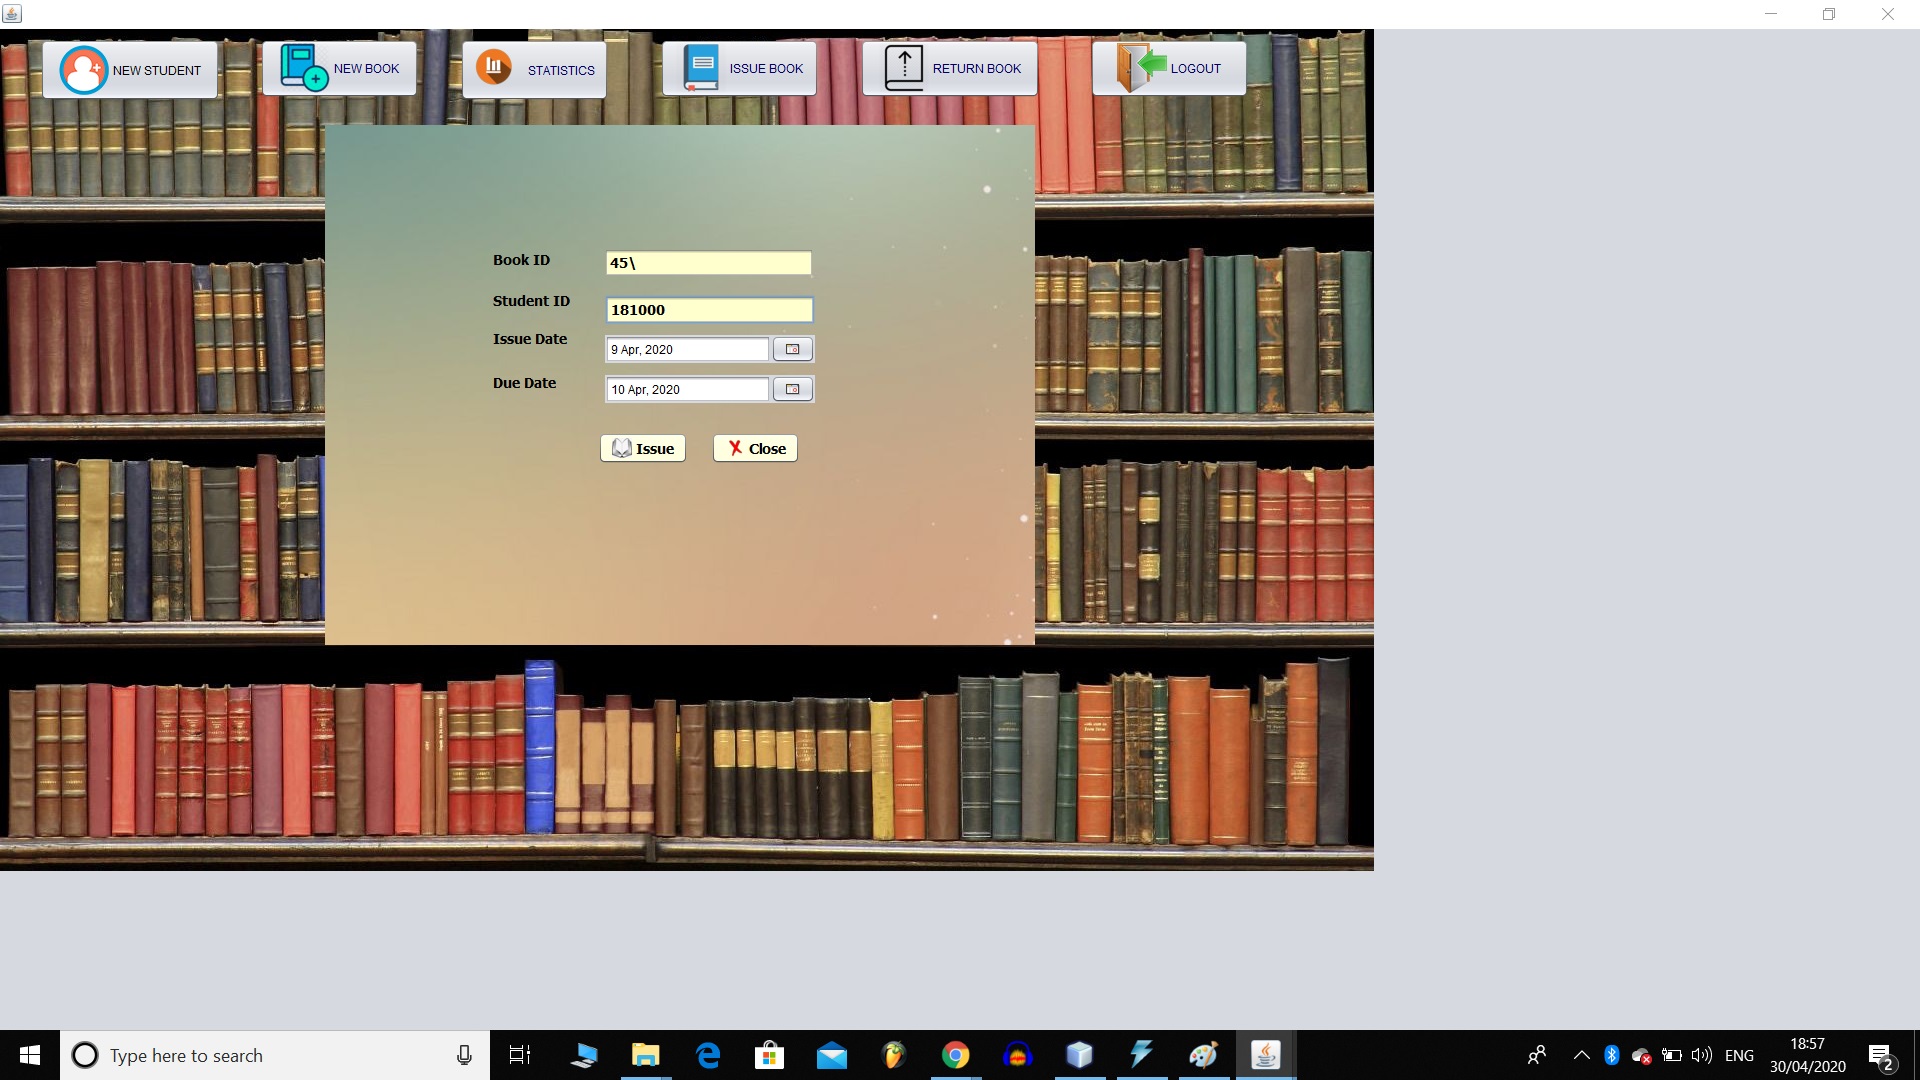 NEW STUDENT
NEW BOOK
STATISTICS
ISSUE BOOK
RETURN BOOK
LOGOUT
Book ID
45\
Student ID
181000
Issue Date
9 Apr, 2020
Due Date
10 Apr, 2020
Issue
X Close
Type here to search
ENG
18:57
30/04/2020
2